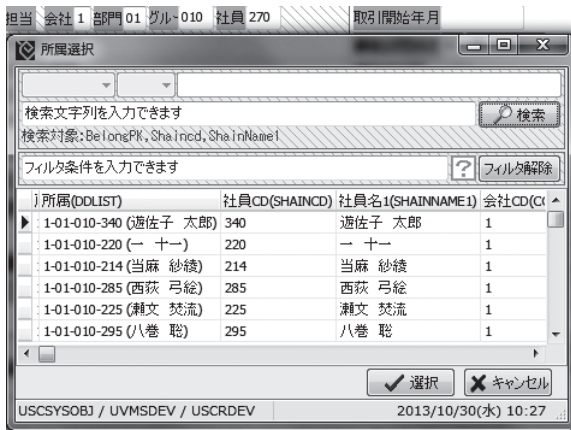 担当 会社 1 部門 01 グルー 010 社員 270 取引開始年月
所属選択
検索文字列を入力できます
検索
検索対象:BelongPK,Shaincd,ShainName1
フィルタ条件を入力できます ? フィルタ解除
所属(DDLIST) 社員CD(SHAINCD) 社員名1(SHAINNAME1) 会社CD(C
1-01-010-340 (遊佐子 太郎) 340 遊佐子 太郎 1
1-01-010-220 (一 十一) 220 一 十一 1
1-01-010-214 (当麻 紗綾) 214 当麻 紗綾 1
1-01-010-285 (西荻 弓絵) 285 西荻 弓絵 1
1-01-010-225 (瀬文 焚流) 225 瀬文 焚流 1
1-01-010-295 (八巻 聡) 295 八巻 聡 1
選択 キャンセル
USCSYSOBJ / UVMSDEV / USCRDEV 2013/10/30(水) 10:27